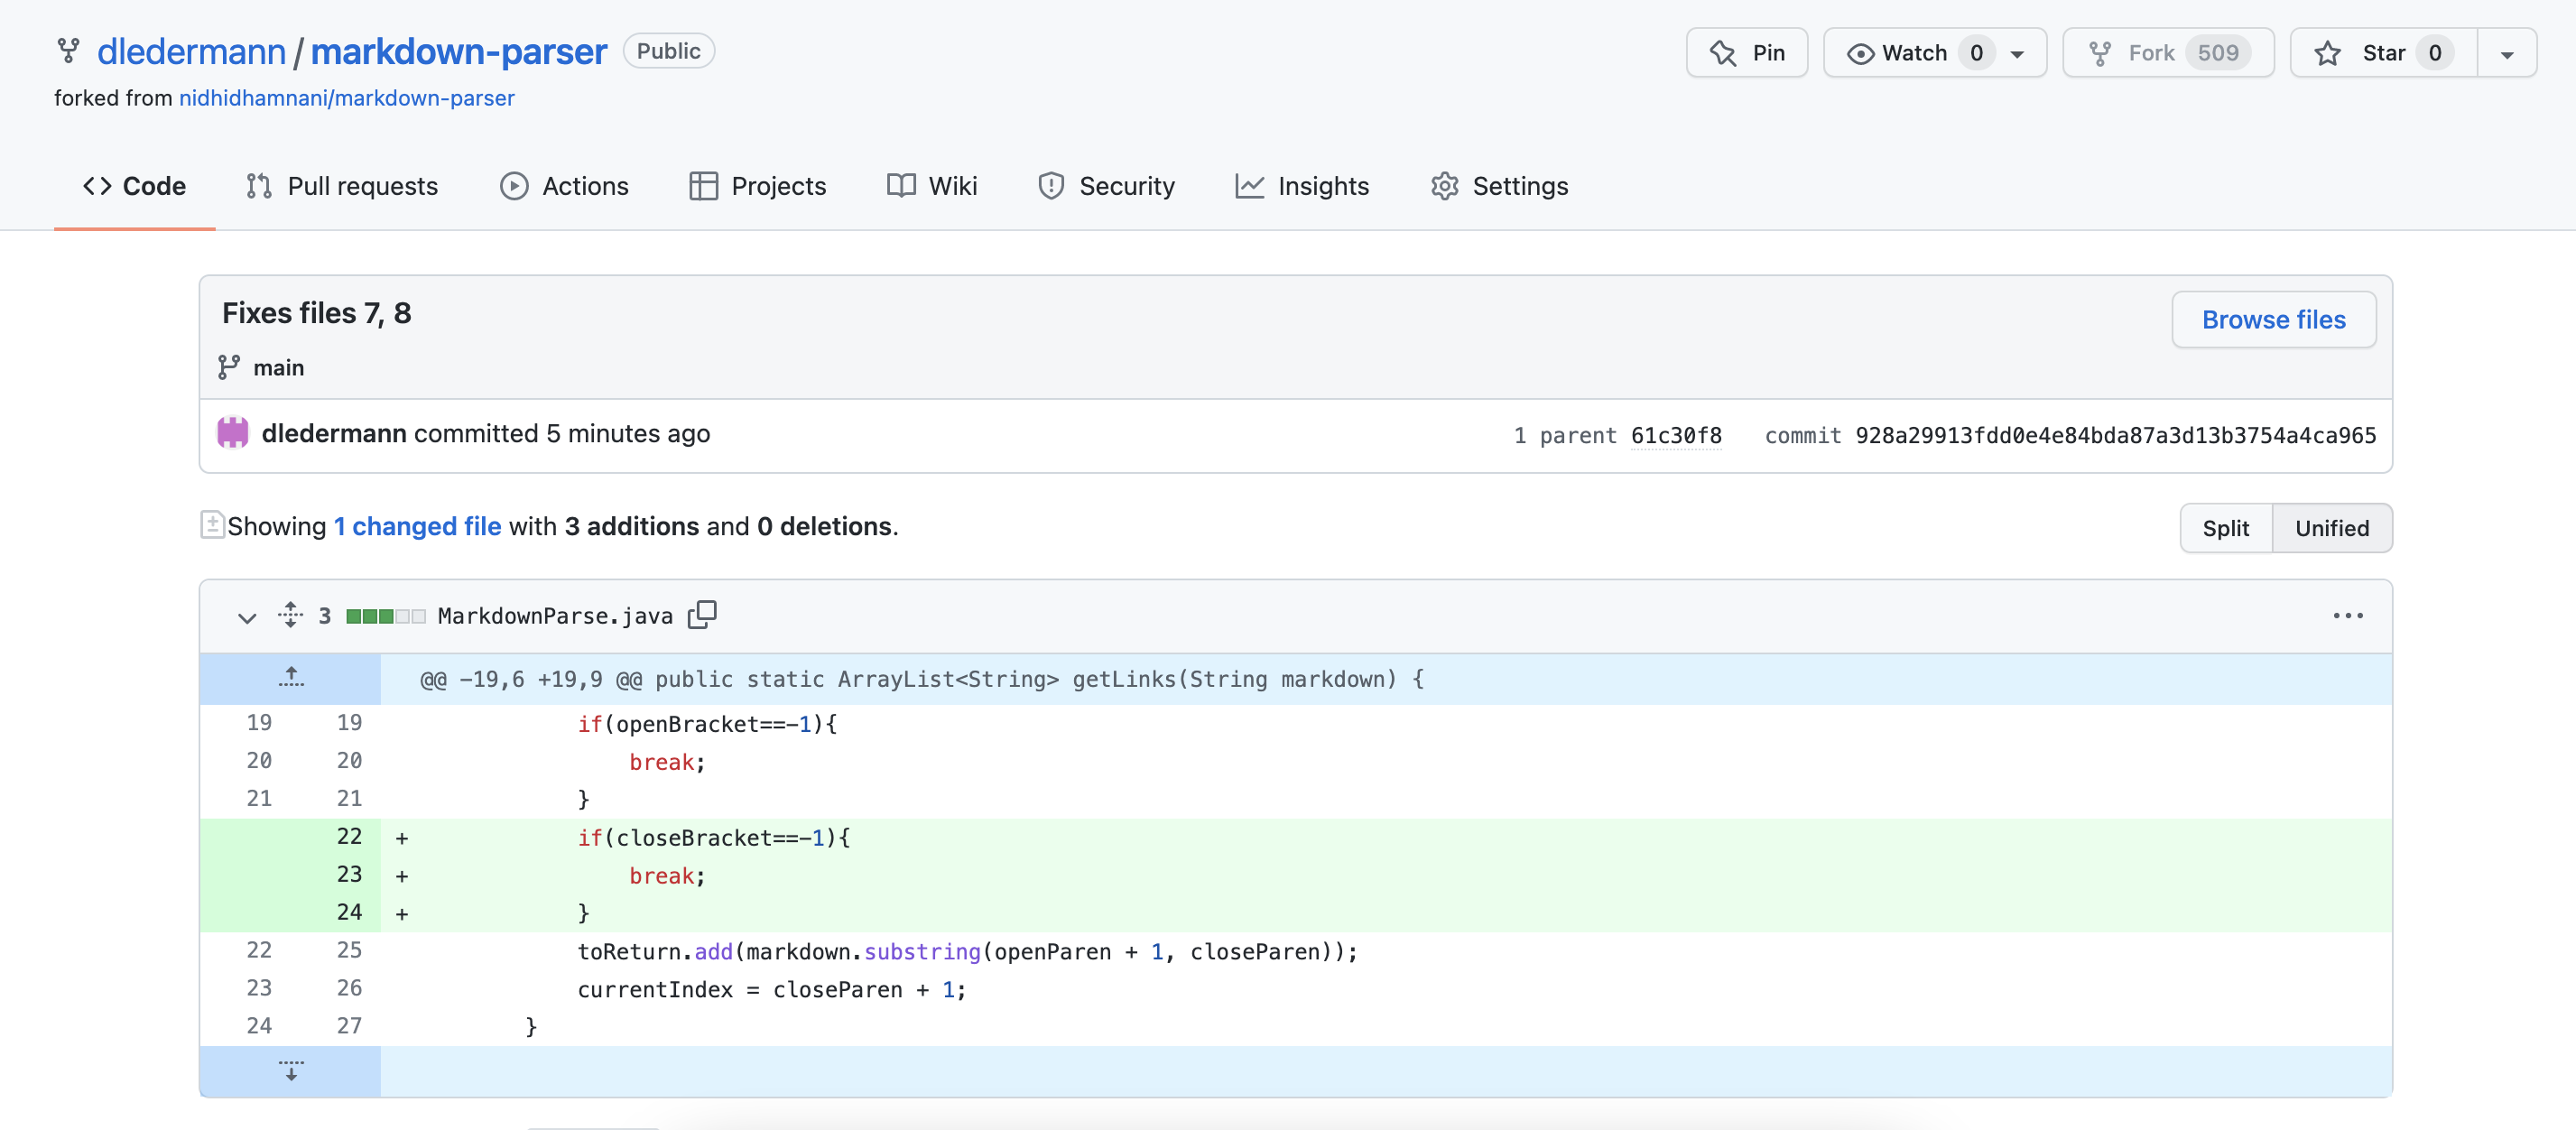 dledermann / markdown-parser Public
Pin Watch 0 Fork 509 Star 0
forked from nidhidhamnani/markdown-parser
Code Pull requests Actions Projects Wiki Security Insights Settings
Fixes files 7, 8
Browse files
main
dledermann committed 5 minutes ago 1 parent 61c30f8 commit 928a29913fdd0e4e84bda87a3d13b3754a4ca965
Showing 1 changed file with 3 additions and 0 deletions.
Split Unified
3 MarkdownParse.java
@@ -19,6 +19,9 @@ public static ArrayList<String> getLinks(String markdown) {
19 19 if(openBracket==-1){
20 20 break;
21 21 }
22 + if(closeBracket==-1){
23 + break;
24 + }
22 25 toReturn.add(markdown.substring(openParen + 1, closeParen));
23 26 currentIndex = closeParen + 1;
24 27 }